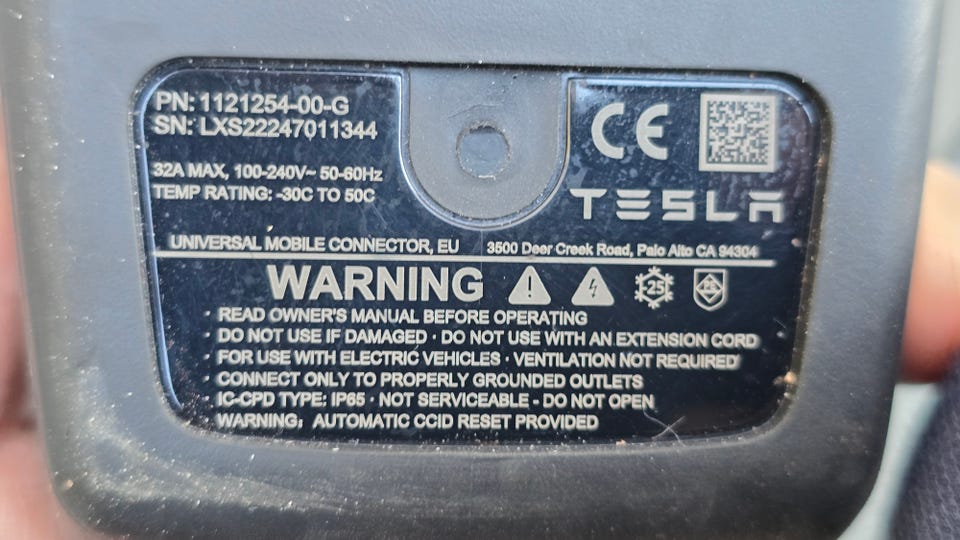 PN: 1121254-00-G
SN: LXS22247011344
32A MAX, 100-240V~ 50-60Hz
TEMP RATING: -30C TO 50C
CE
TESLA
UNIVERSAL MOBILE CONNECTOR, EU 3500 Deer Creek Road, Palo Alto CA 94304
WARNING -25
· READ OWNER'S MANUAL BEFORE OPERATING
DO NOT USE IF DAMAGED · DO NOT USE WITH AN EXTENSION CORD
· FOR USE WITH ELECTRIC VEHICLES · VENTILATION NOT REQUIRED
· CONNECT ONLY TO PROPERLY GROUNDED OUTLETS
IC-CPD TYPE: IP65 · NOT SERVICEABLE - DO NOT OPEN
WARNING: AUTOMATIC CCID RESET PROVIDED